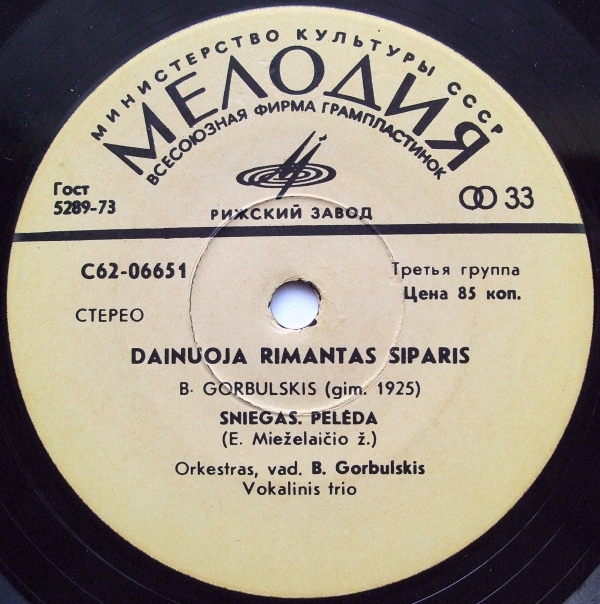 МИНИСТЕРСТВО КУЛЬТУРЫ СССР
МЕЛОДИЯ
ВСЕСОЮЗНАЯ ФИРМА ГРАМПЛАСТИНОК
Гост
5289-73
33
РИЖСКИЙ ЗАВОД
С62-06651
Третья группа
Цена 85 коп.
СТЕРЕО
DAINUOJA RIMANTAS SIPARIS
B. GORBULSKIS (gim. 1925)
SNIEGAS. PELĖDA
(E. Mieželaičio ž.)
Orkestras, vad. B. Gorbulskis
Vokalinis trio